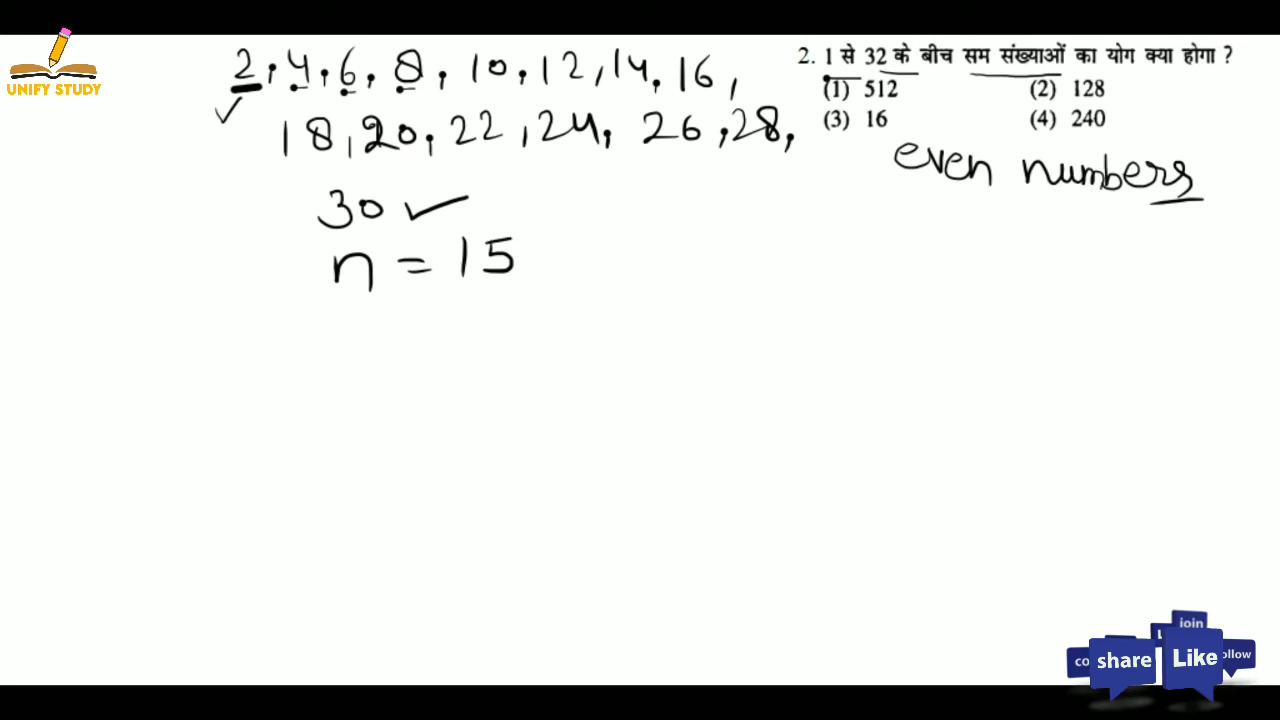 UNIFY STUDY
2, 4, 6, 8, 10, 12, 14, 16,
18, 20, 22, 24, 26, 28,
30 ✓
n = 15
2. 1 से 32 के बीच सम संख्याओं का योग क्या होगा ?
(1) 512 (2) 128
(3) 16 (4) 240
even numbers
join
share Like